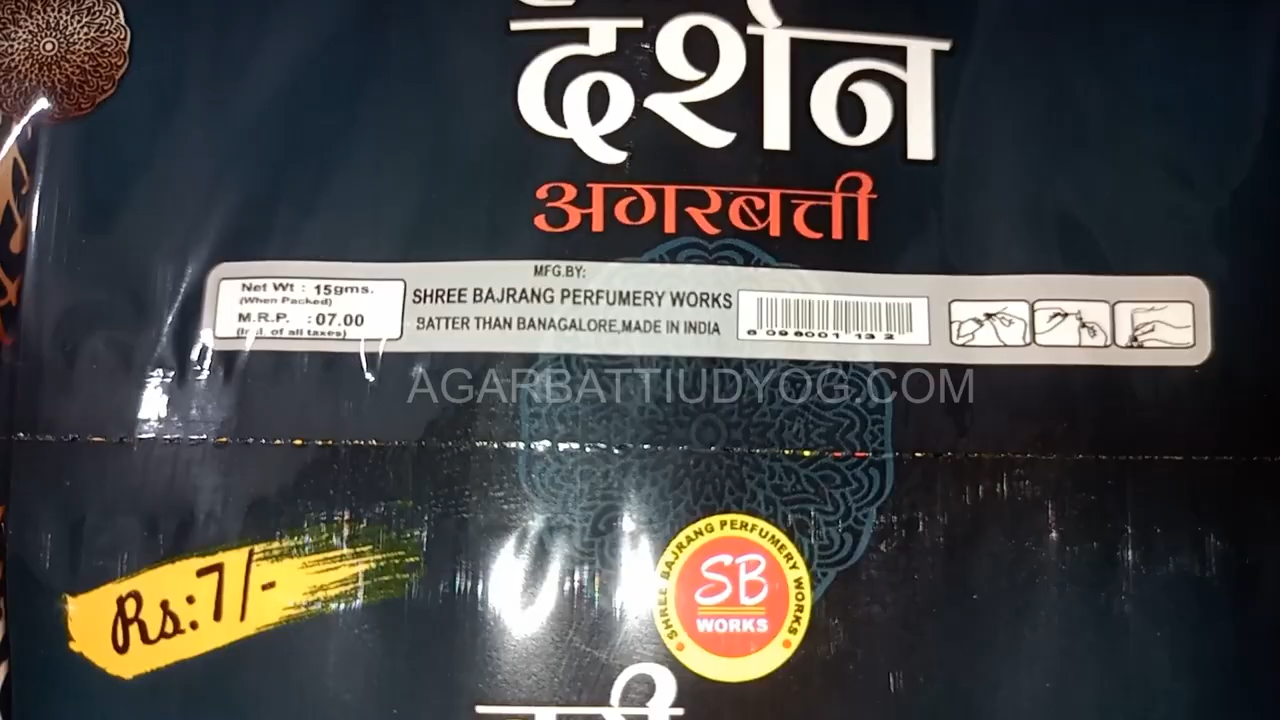 दर्शन
अगरबत्ती
MFG.BY:
Net Wt : 15gms.
(When Packed)
M.R.P. : 07.00
(Incl. of all taxes)
SHREE BAJRANG PERFUMERY WORKS
BATTER THAN BANAGALORE,MADE IN INDIA
8 098001 13 2
AGARBATTIUDYOG.COM
Rs:7/-
SHREE BAJRANG PERFUMERY WORKS
SB
WORKS